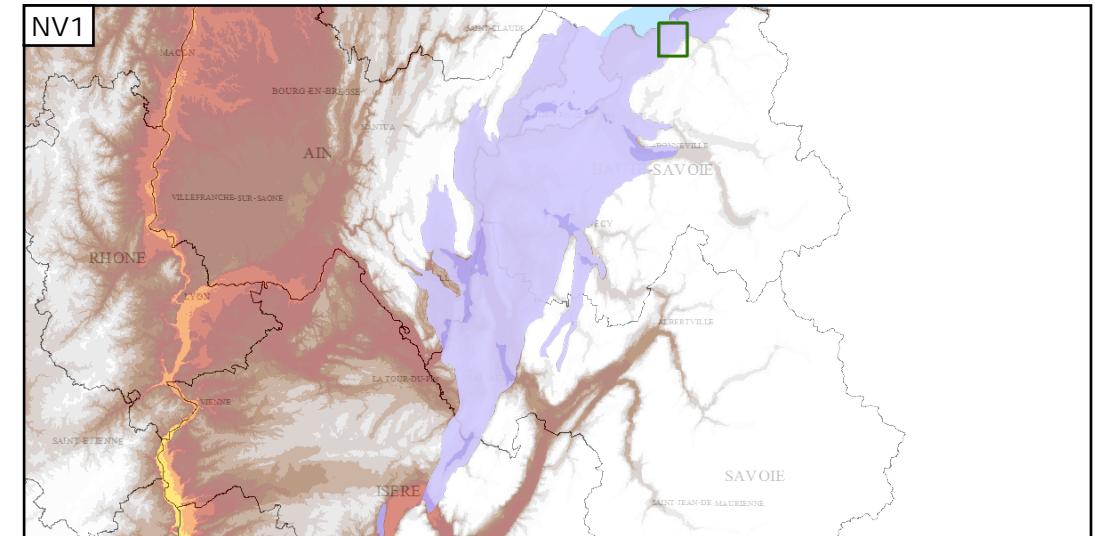 NV1
SAINT-CLAUDE
MACON
BOURG-EN-BRESSE
NANTUA
AIN
BONNEVILLE
HAUTE-SAVOIE
VILLEFRANCHE-SUR-SAONE
RHONE
LYON
ALBERTVILLE
LA TOUR-DU-PIN
VIENNE
SAINT-ETIENNE
SAVOIE
ISERE
SAINT-JEAN-DE-MAURIENNE